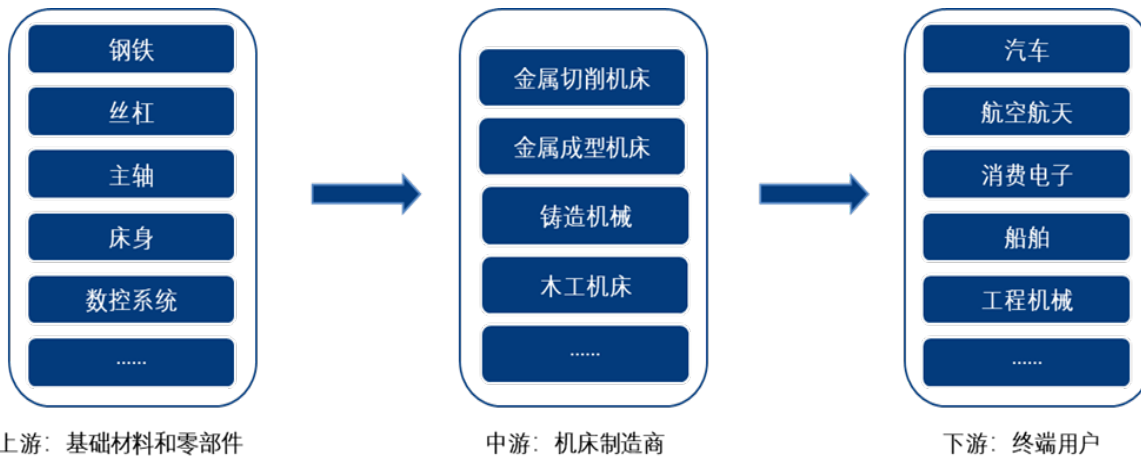 钢铁
丝杠
主轴
床身
数控系统
......
上游：基础材料和零部件
金属切削机床
金属成型机床
铸造机械
木工机床
......
中游：机床制造商
汽车
航空航天
消费电子
船舶
工程机械
......
下游：终端用户